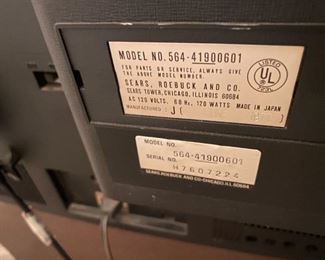 MODEL NO. 564-41900601
FOR PARTS OR SERVICE, ALWAYS GIVE
THE ABOVE MODEL NUMBER.
SEARS, ROEBUCK AND CO.
SEARS TOWER, CHICAGO, ILLINOIS 60684
AC 120 VOLTS. 60 Hz. 120 WATTS MADE IN JAPAN
MANUFACTURED : J (
LISTED
UL
MODEL NO.
564-41900601
SERIAL NO.
H7607224
SEARS, ROEBUCK AND CO-CHICAGO, ILL. 60684